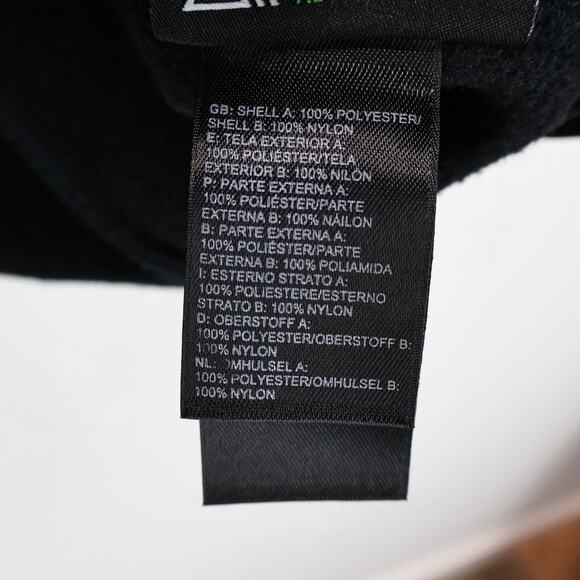 GB: SHELL A: 100% POLYESTER/
SHELL B: 100% NYLON
E: TELA EXTERIOR A:
100% POLIÉSTER/TELA
EXTERIOR B: 100% NILÓN
P: PARTE EXTERNA A:
100% POLIÉSTER/PARTE
EXTERNA B: 100% NÁILON
B: PARTE EXTERNA A:
100% POLIÉSTER/PARTE
EXTERNA B: 100% POLIAMIDA
I: ESTERNO STRATO A:
100% POLIESTERE/ESTERNO
STRATO B: 100% NYLON
D: OBERSTOFF A:
100% POLYESTER/OBERSTOFF B:
100% NYLON
NL: OMHULSEL A:
100% POLYESTER/OMHULSEL B:
100% NYLON